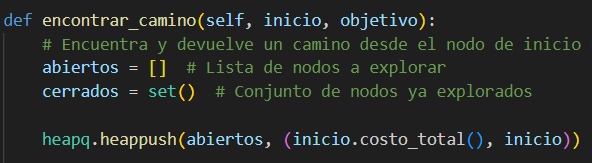 def encontrar_camino(self, inicio, objetivo):
    # Encuentra y devuelve un camino desde el nodo de inicio
    abiertos = []  # Lista de nodos a explorar
    cerrados = set()  # Conjunto de nodos ya explorados

    heapq.heappush(abiertos, (inicio.costo_total(), inicio))